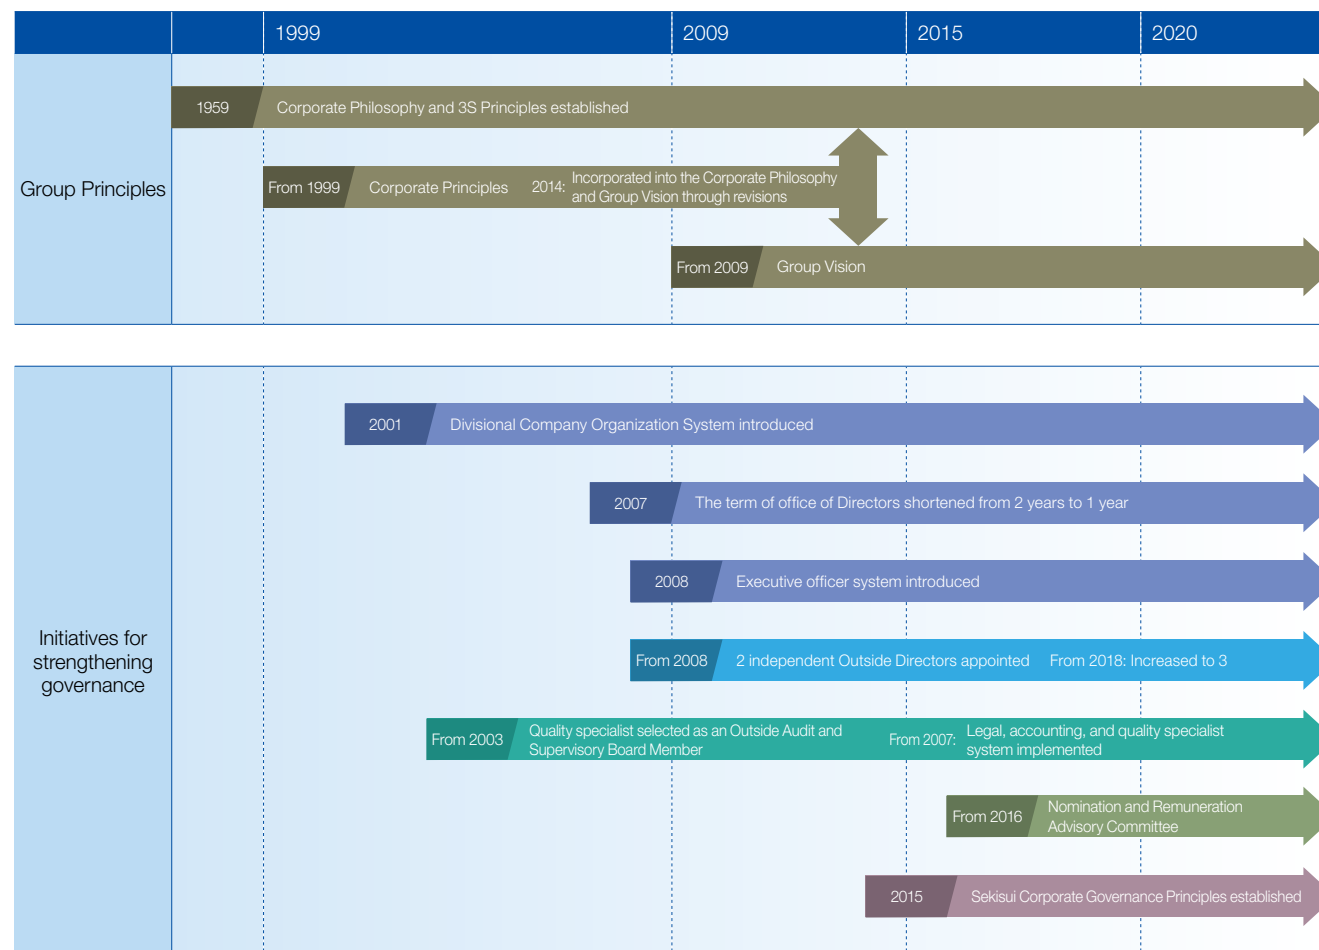 1999
2009
2015
2020
Group Principles
1959
Corporate Philosophy and 3S Principles established
From 1999
Corporate Principles
2014:
Incorporated into the Corporate Philosophy
and Group Vision through revisions
From 2009
Group Vision
Initiatives for
strengthening
governance
2001
Divisional Company Organization System introduced
2007
The term of office of Directors shortened from 2 years to 1 year
2008
Executive officer system introduced
From 2008
2 independent Outside Directors appointed
From 2018: Increased to 3
From 2003
Quality specialist selected as an Outside Audit and
Supervisory Board Member
From 2007:
Legal, accounting, and quality specialist
system implemented
From 2016
Nomination and Remuneration
Advisory Committee
2015
Sekisui Corporate Governance Principles established